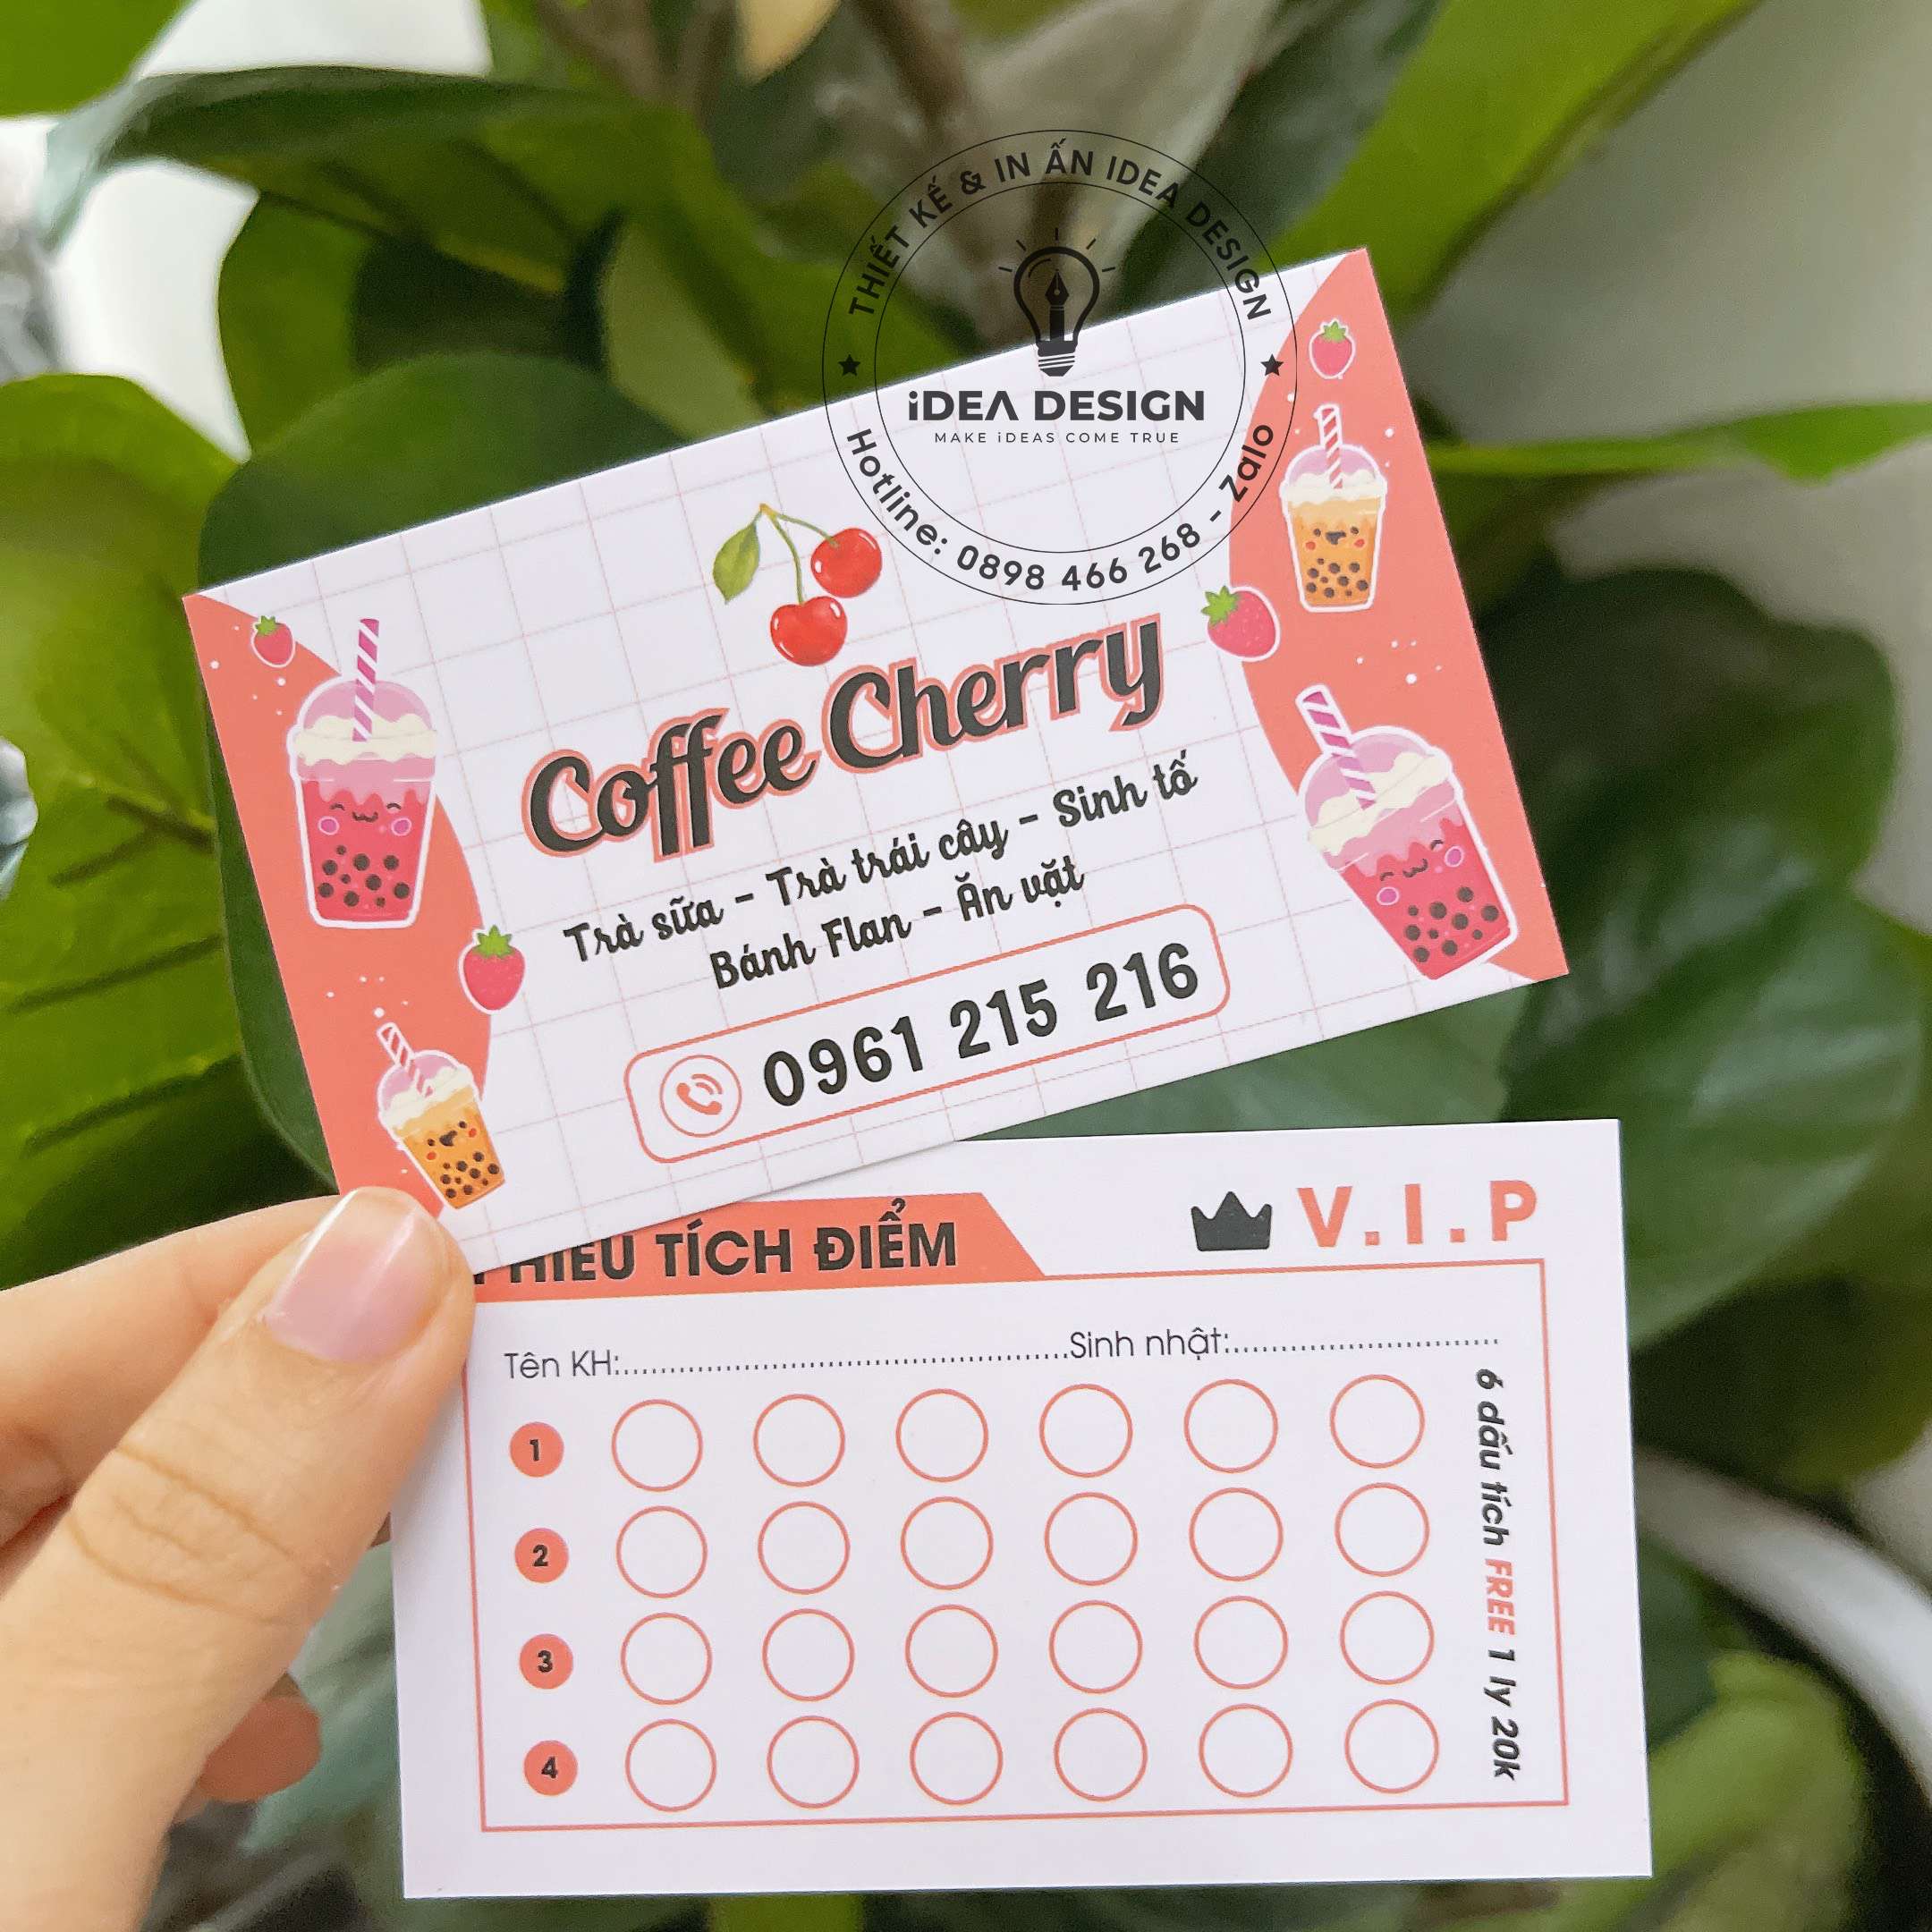 THIẾT KẾ & IN ẤN IDEA DESIGN
iDEA DESIGN
MAKE iDEAS COME TRUE
Hotline: 0898 466 268 - Zalo
Coffee Cherry
Trà sữa - Trà trái cây - Sinh tố
Bánh Flan - Ăn vặt
0961 215 216
TÍCH ĐIỂM
V.I.P
Tên KH:.............................................Sinh nhật:............................
1
2
3
4
6 dấu tích FREE 1 ly 20k